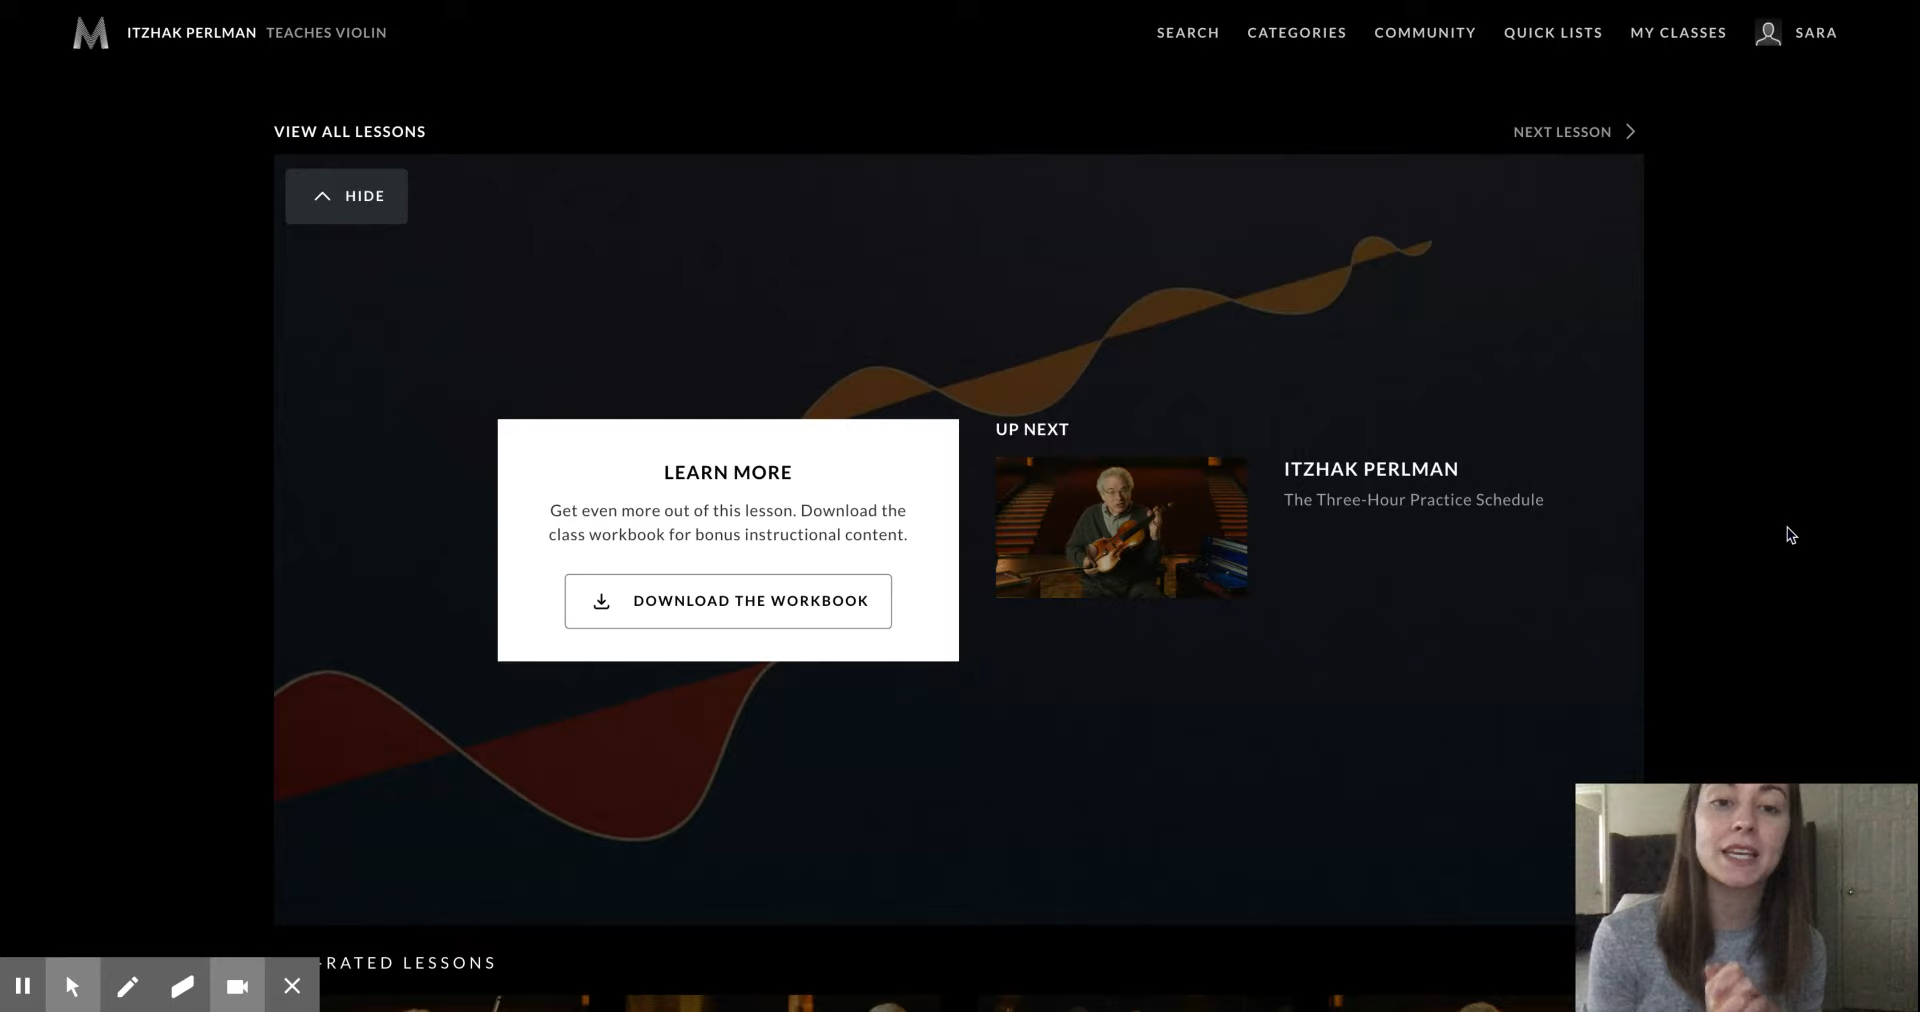 ITZHAK PERLMAN TEACHES VIOLIN
SEARCH CATEGORIES COMMUNITY QUICK LISTS MY CLASSES SARA
VIEW ALL LESSONS
NEXT LESSON
HIDE
UP NEXT
LEARN MORE
Get even more out of this lesson. Download the
class workbook for bonus instructional content.
DOWNLOAD THE WORKBOOK
ITZHAK PERLMAN
The Three-Hour Practice Schedule
-RATED LESSONS